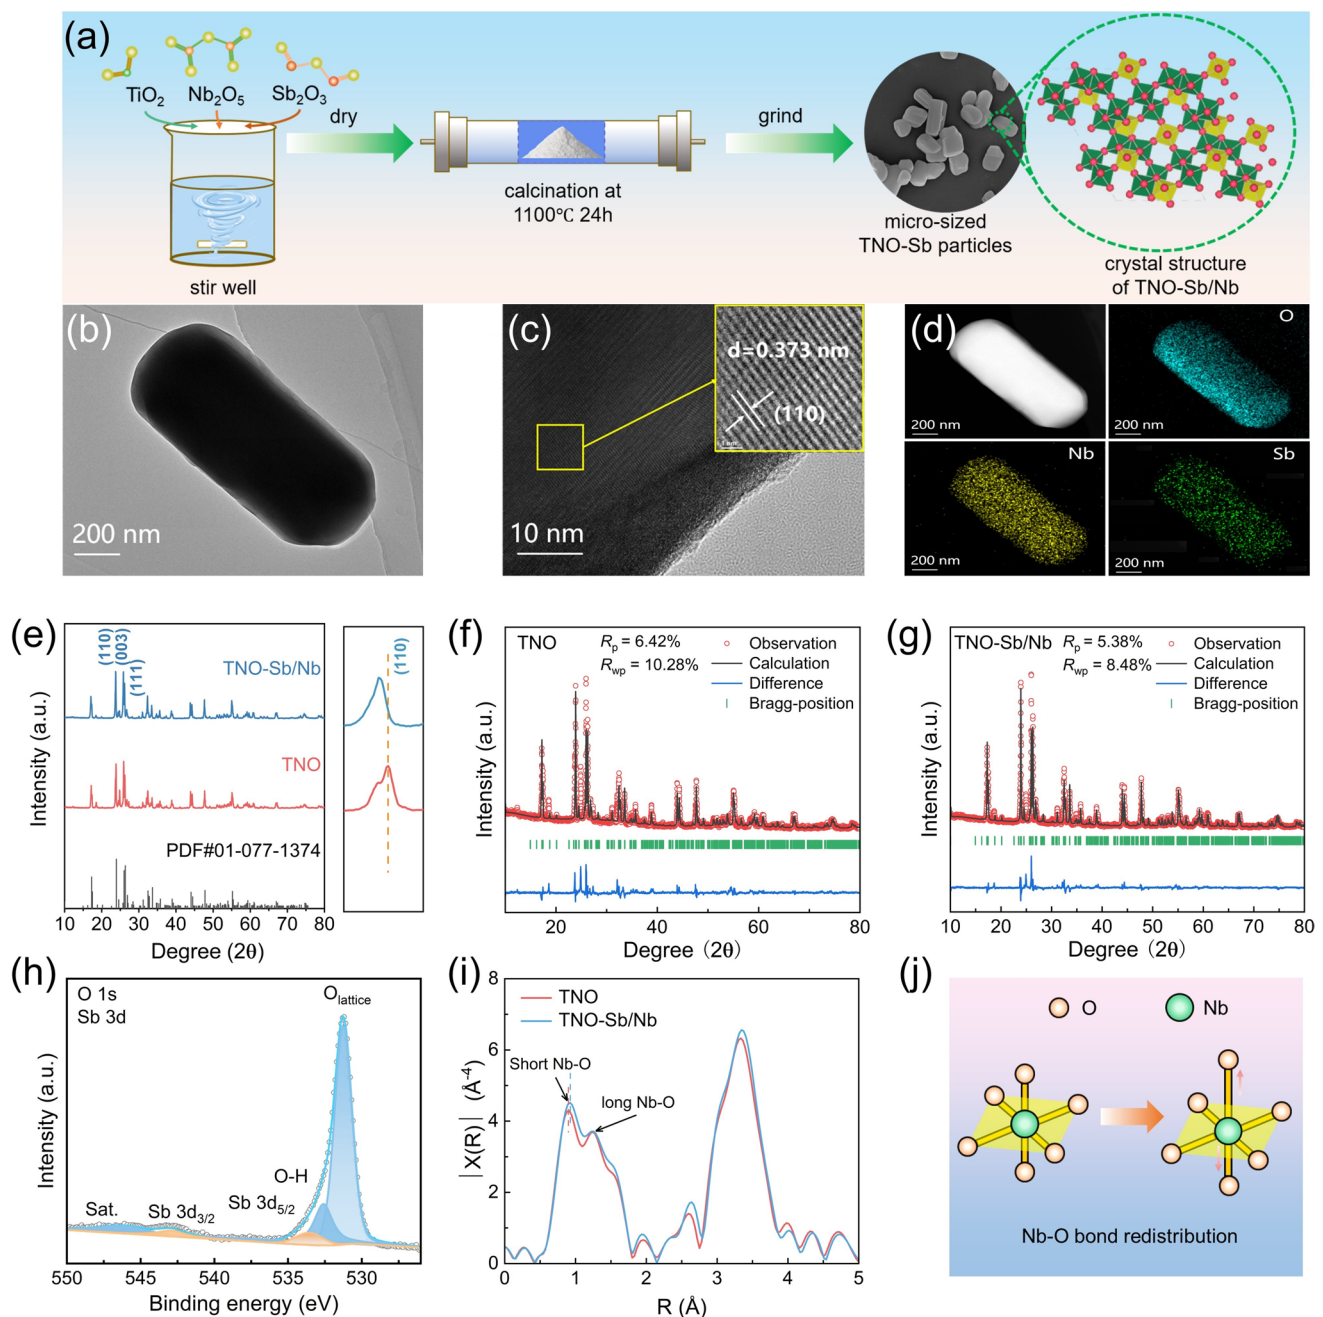 (a)
TiO2
Nb2O5
Sb2O3
stir well
dry
calcination at
1100℃ 24h
grind
micro-sized
TNO-Sb particles
crystal structure
of TNO-Sb/Nb
(b)
200 nm
(c)
d=0.373 nm
(110)
10 nm
(d)
200 nm
O
200 nm
Nb
200 nm
Sb
200 nm
(e)
(110)
(003)
(111)
TNO-Sb/Nb
TNO
PDF#01-077-1374
(110)
Intensity (a.u.)
10 20 30 40 50 60 70 80
Degree (2θ)
(f)
TNO
Rp = 6.42%
Rwp = 10.28%
Observation
Calculation
Difference
Bragg-position
Intensity (a.u.)
20 40 60 80
Degree (2θ)
(g)
TNO-Sb/Nb
Rp = 5.38%
Rwp = 8.48%
Observation
Calculation
Difference
Bragg-position
Intensity (a.u.)
10 20 30 40 50 60 70 80
Degree (2θ)
(h)
O 1s
Sb 3d
Olattice
O-H
Sb 3d5/2
Sb 3d3/2
Sat.
Intensity (a.u.)
550 540 530
Binding energy (eV)
(i)
TNO
TNO-Sb/Nb
Short Nb-O
long Nb-O
|X(R)| (Å-4)
8
6
4
2
0
0 1 2 3 4 5
R (Å)
(j)
O
Nb
Nb-O bond redistribution